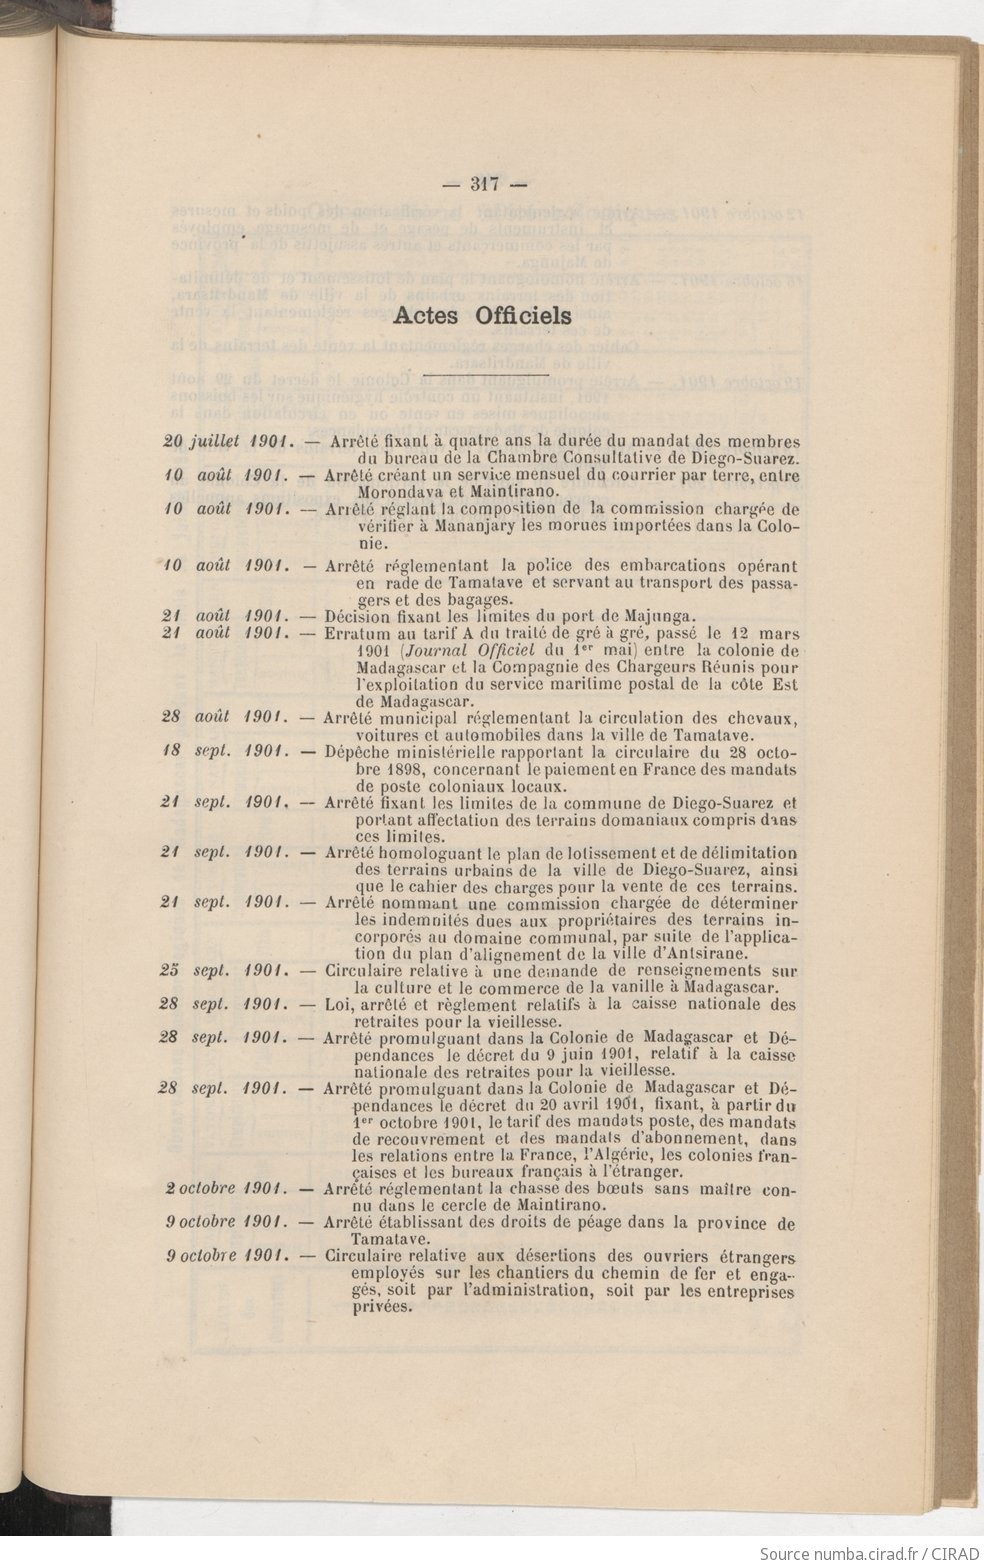 — 317 —
Actes Officiels
20 juillet 1901. — Arrêté fixant à quatre ans la durée du mandat des membres
du bureau de la Chambre Consultative de Diego-Suarez.
10 août 1901. — Arrêté créant un service mensuel du courrier par terre, entre
Morondava et Maintirano.
10 août 1901. — Arrêté réglant la composition de la commission chargée de
vérifier à Mananjary les morues importées dans la Colo-
nie.
10 août 1901. — Arrêté réglementant la police des embarcations opérant
en rade de Tamatave et servant au transport des passa-
gers et des bagages.
21 août 1901. — Décision fixant les limites du port de Majunga.
21 août 1901. — Erratum au tarif A du traité de gré à gré, passé le 12 mars
1901 (Journal Officiel du 1er mai) entre la colonie de
Madagascar et la Compagnie des Chargeurs Réunis pour
l'exploitation du service maritime postal de la côte Est
de Madagascar.
28 août 1901. — Arrêté municipal réglementant la circulation des chevaux,
voitures et automobiles dans la ville de Tamatave.
18 sept. 1901. — Dépêche ministérielle rapportant la circulaire du 28 octo-
bre 1898, concernant le paiement en France des mandats
de poste coloniaux locaux.
21 sept. 1901. — Arrêté fixant les limites de la commune de Diego-Suarez et
portant affectation des terrains domaniaux compris dans
ces limites.
21 sept. 1901. — Arrêté homologuant le plan de lotissement et de délimitation
des terrains urbains de la ville de Diego-Suarez, ainsi
que le cahier des charges pour la vente de ces terrains.
21 sept. 1901. — Arrêté nommant une commission chargée de déterminer
les indemnités dues aux propriétaires des terrains in-
corporés au domaine communal, par suite de l'applica-
tion du plan d'alignement de la ville d'Antsirane.
25 sept. 1901. — Circulaire relative à une demande de renseignements sur
la culture et le commerce de la vanille à Madagascar.
28 sept. 1901. — Loi, arrêté et règlement relatifs à la caisse nationale des
retraites pour la vieillesse.
28 sept. 1901. — Arrêté promulguant dans la Colonie de Madagascar et Dé-
pendances le décret du 9 juin 1901, relatif à la caisse
nationale des retraites pour la vieillesse.
28 sept. 1901. — Arrêté promulguant dans la Colonie de Madagascar et Dé-
pendances le décret du 20 avril 1901, fixant, à partir du
1er octobre 1901, le tarif des mandats poste, des mandats
de recouvrement et des mandats d'abonnement, dans
les relations entre la France, l'Algérie, les colonies fran-
çaises et les bureaux français à l'étranger.
2 octobre 1901. — Arrêté réglementant la chasse des bœufs sans maître con-
nu dans le cercle de Maintirano.
9 octobre 1901. — Arrêté établissant des droits de péage dans la province de
Tamatave.
9 octobre 1901. — Circulaire relative aux désertions des ouvriers étrangers
employés sur les chantiers du chemin de fer et enga-
gés, soit par l'administration, soit par les entreprises
privées.
Source numba.cirad.fr / CIRAD